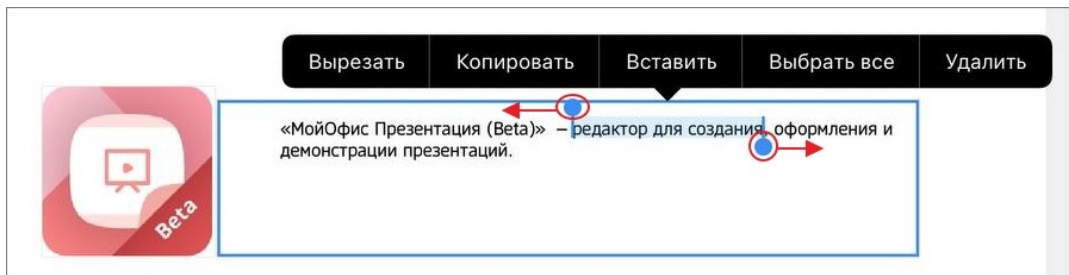 Вырезать Копировать Вставить Выбрать все Удалить
«МойОфис Презентация (Beta)» – редактор для создания, оформления и
демонстрации презентаций.
Beta